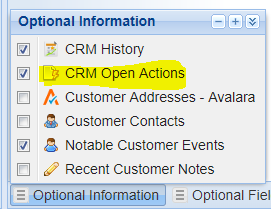 Optional Information
CRM History
CRM Open Actions
Customer Addresses - Avalara
Customer Contacts
Notable Customer Events
Recent Customer Notes
Optional Information Optional Fie